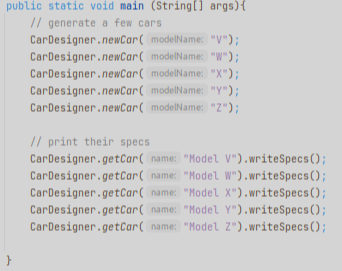 public static void main (String[] args){
// generate a few cars
CarDesigner.newCar( modelName: "V");
CarDesigner.newCar( modelName: "W");
CarDesigner.newCar( modelName: "X");
CarDesigner.newCar( modelName: "Y");
CarDesigner.newCar( modelName: "Z");
// print their specs
CarDesigner.getCar( name: "Model V").writeSpecs();
CarDesigner.getCar( name: "Model W").writeSpecs();
CarDesigner.getCar( name: "Model X").writeSpecs();
CarDesigner.getCar( name: "Model Y").writeSpecs();
CarDesigner.getCar( name: "Model Z").writeSpecs();
}